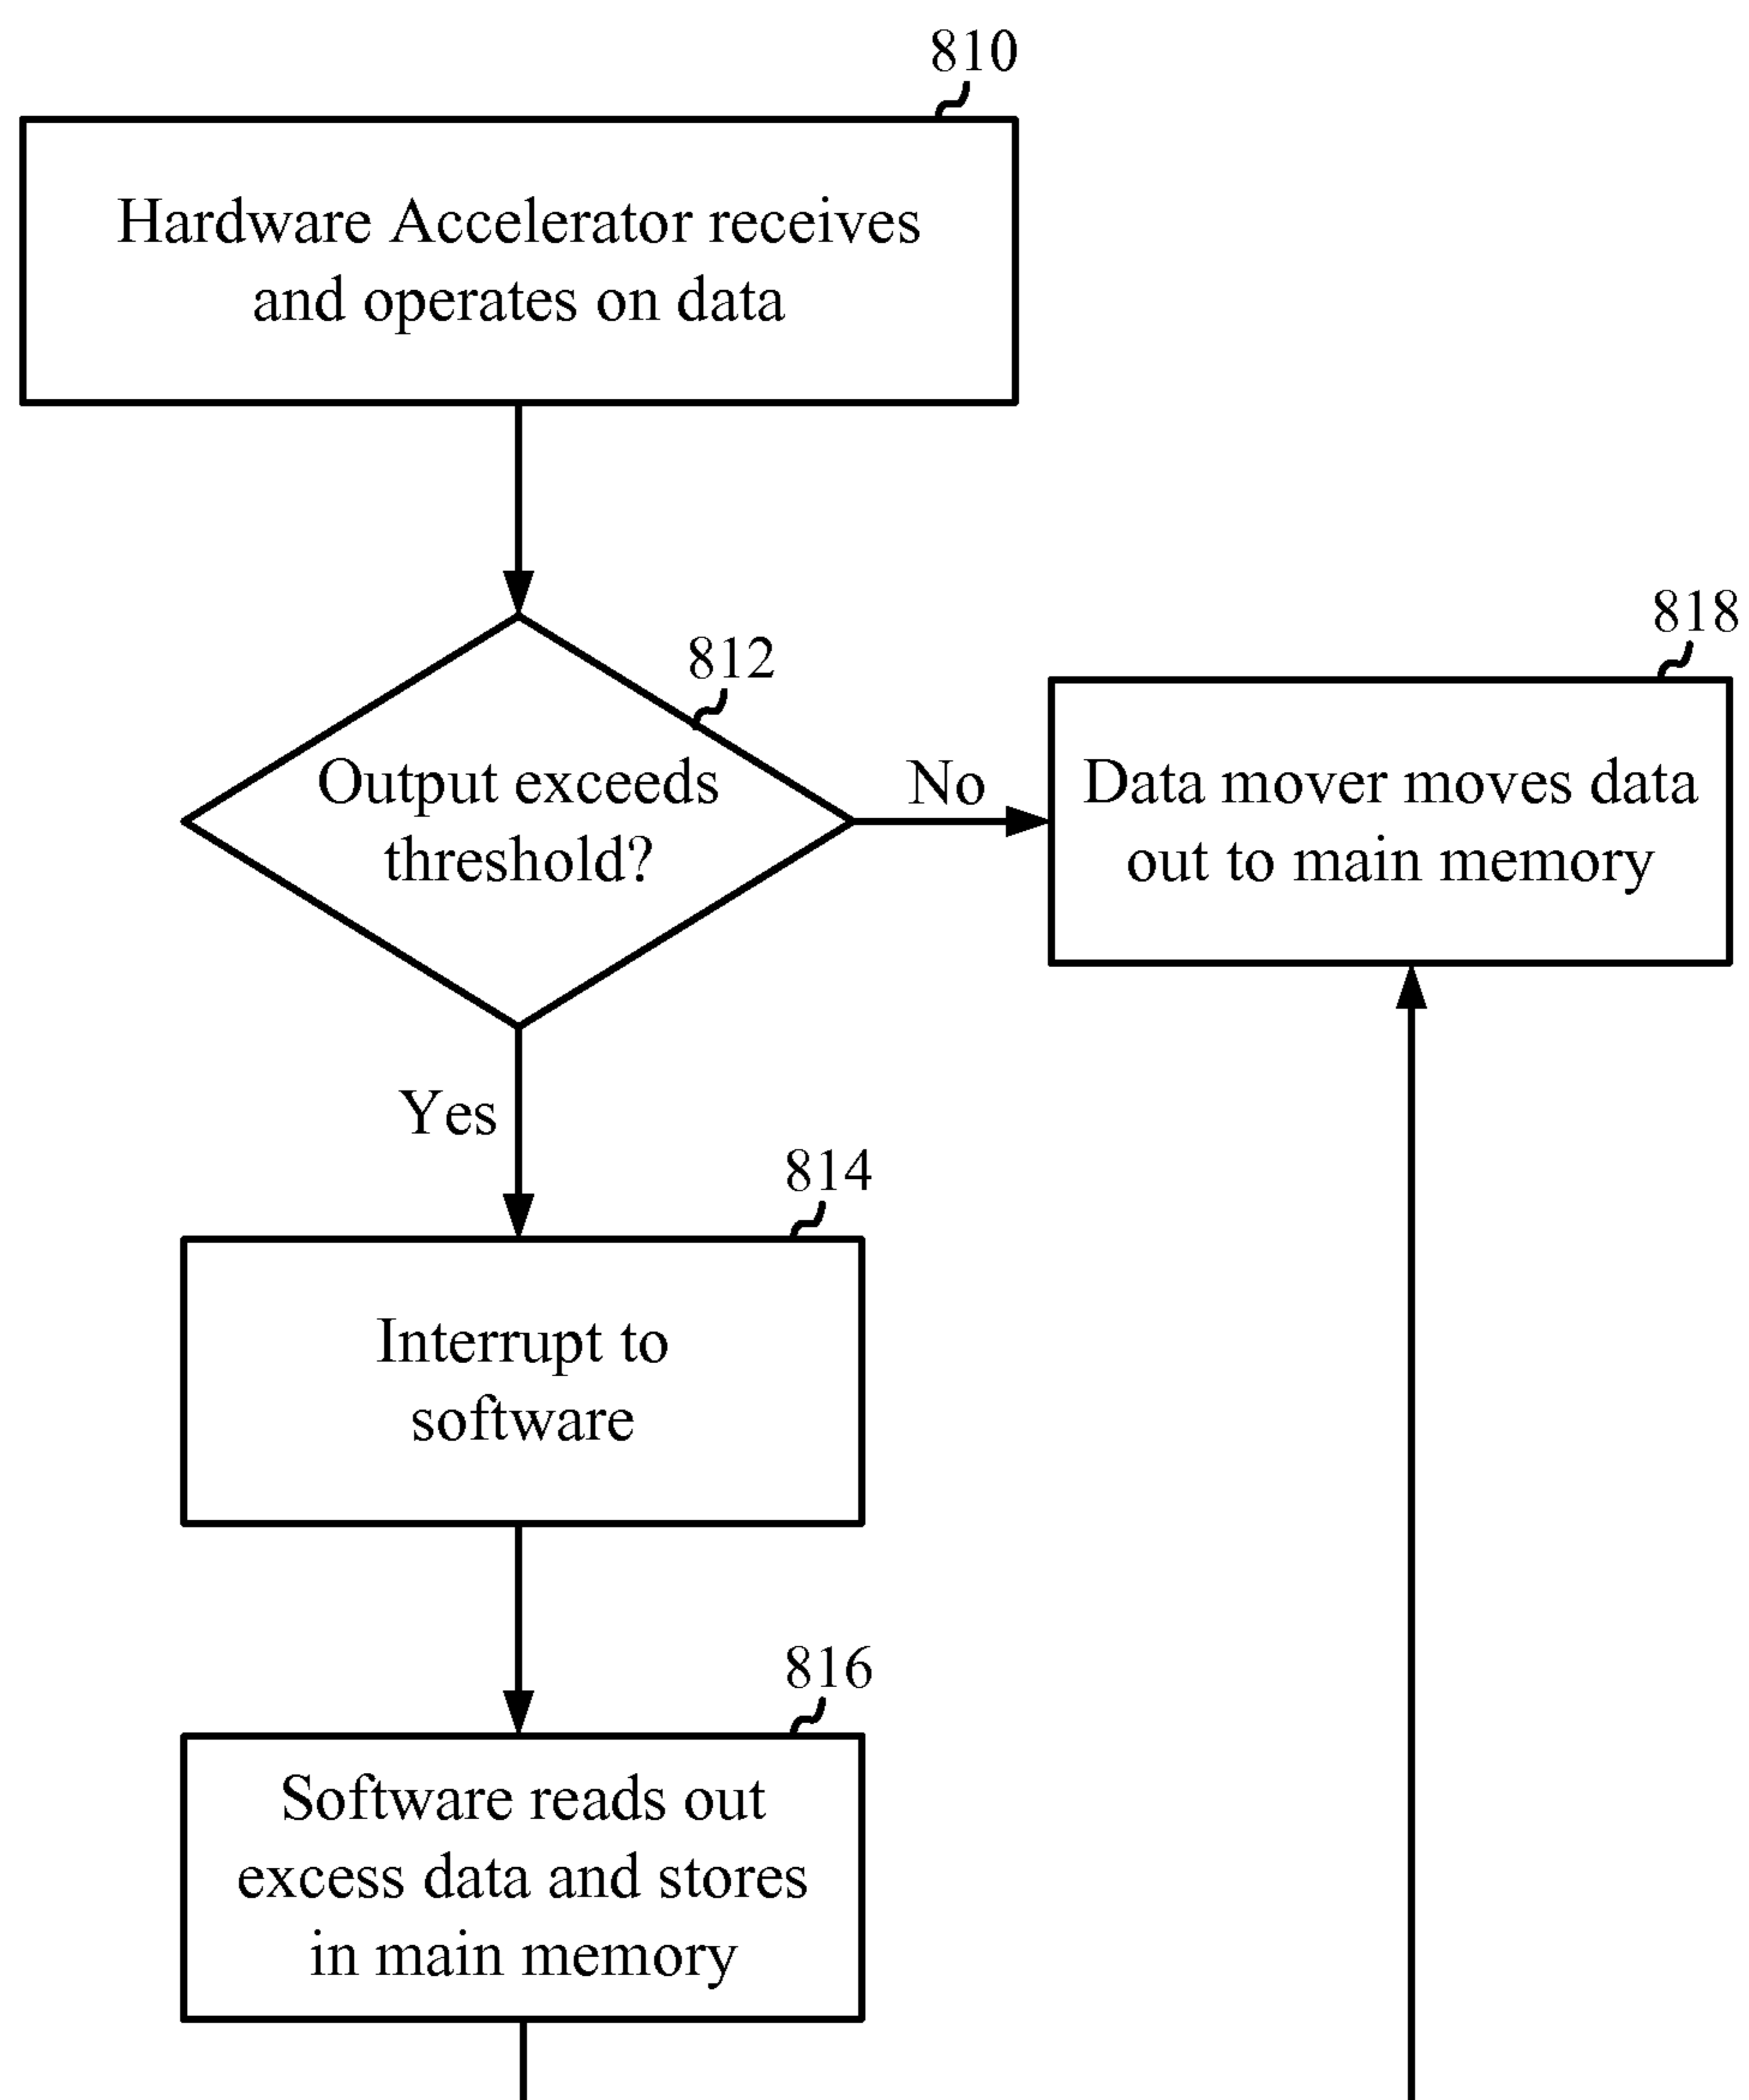 810
Hardware Accelerator receives
and operates on data
812
Output exceeds
threshold?
No
818
Data mover moves data
out to main memory
Yes
814
Interrupt to
software
816
Software reads out
excess data and stores
in main memory